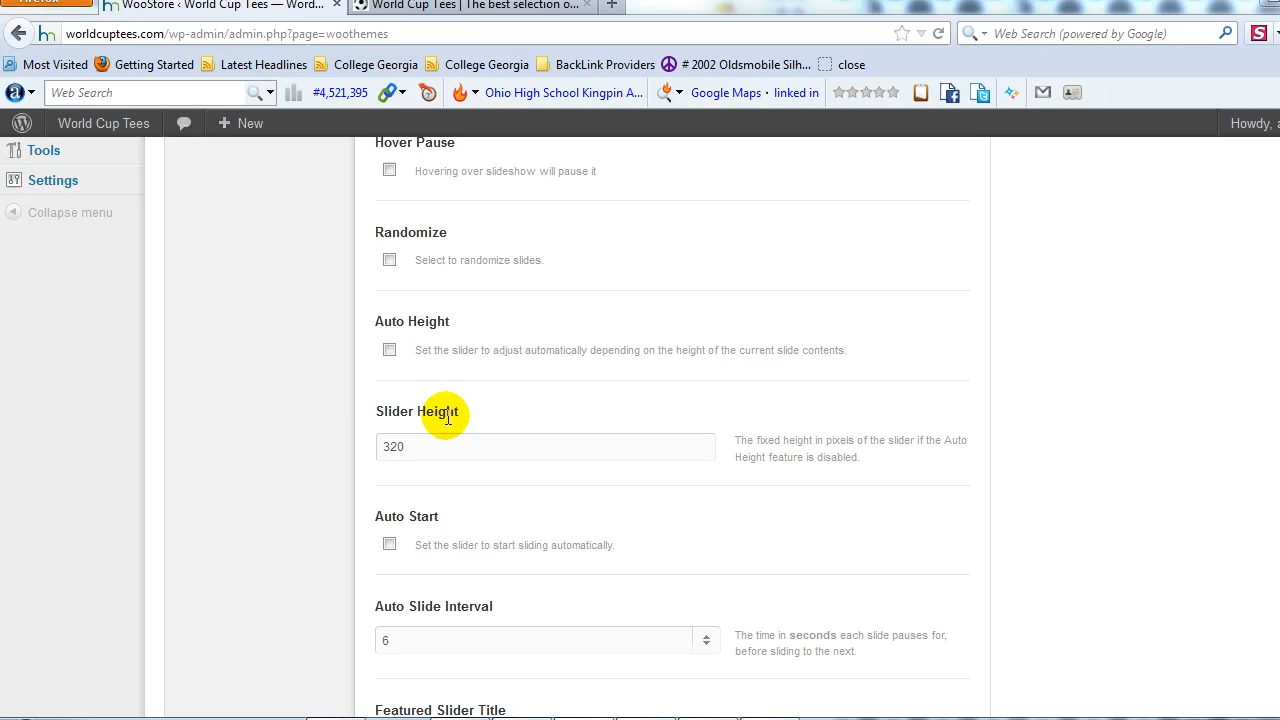 Firefox
WooStore ‹ World Cup Tees — Word... ×
World Cup Tees | The best selection o... ×
worldcuptees.com/wp-admin/admin.php?page=woothemes
Web Search (powered by Google)
S
Most Visited Getting Started Latest Headlines College Georgia College Georgia BackLink Providers # 2002 Oldsmobile Silh... close
a Web Search #4,521,395 Ohio High School Kingpin A... Google Maps · linked in
World Cup Tees + New Howdy, a
Tools
Settings
Collapse menu
Hover Pause
Hovering over slideshow will pause it
Randomize
Select to randomize slides.
Auto Height
Set the slider to adjust automatically depending on the height of the current slide contents.
Slider Height
320
The fixed height in pixels of the slider if the Auto
Height feature is disabled.
Auto Start
Set the slider to start sliding automatically.
Auto Slide Interval
6
The time in seconds each slide pauses for,
before sliding to the next.
Featured Slider Title